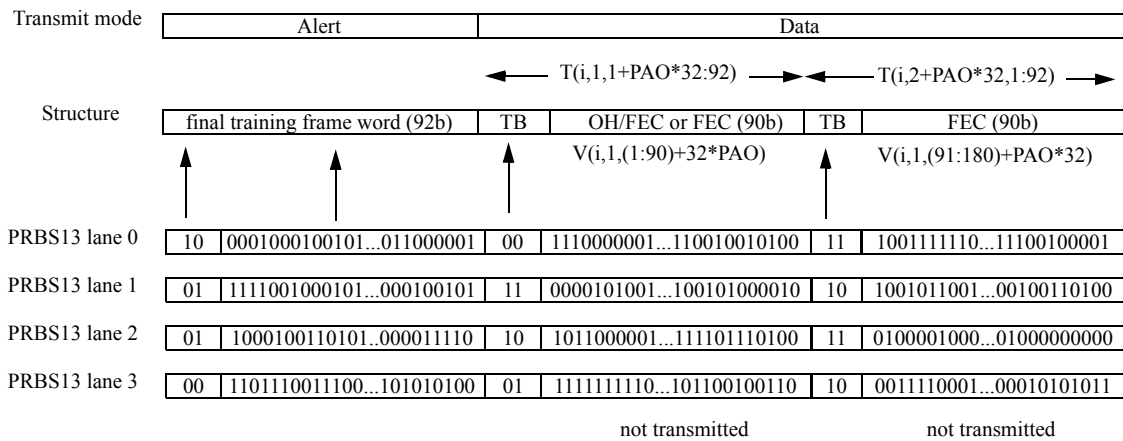 Transmit mode Alert Data
T(i,1,1+PAO*32:92) T(i,2+PAO*32,1:92)
Structure final training frame word (92b) TB OH/FEC or FEC (90b) TB FEC (90b)
V(i,1,(1:90)+32*PAO) V(i,1,(91:180)+PAO*32)
PRBS13 lane 0 10 0001000100101...011000001 00 1110000001...110010010100 11 1001111110...11100100001
PRBS13 lane 1 01 1111001000101...000100101 11 0000101001...100101000010 10 1001011001...00100110100
PRBS13 lane 2 01 1000100110101..000011110 10 1011000001...111101110100 11 0100001000...01000000000
PRBS13 lane 3 00 1101110011100...101010100 01 1111111110...101100100110 10 0011110001...00010101011
not transmitted not transmitted